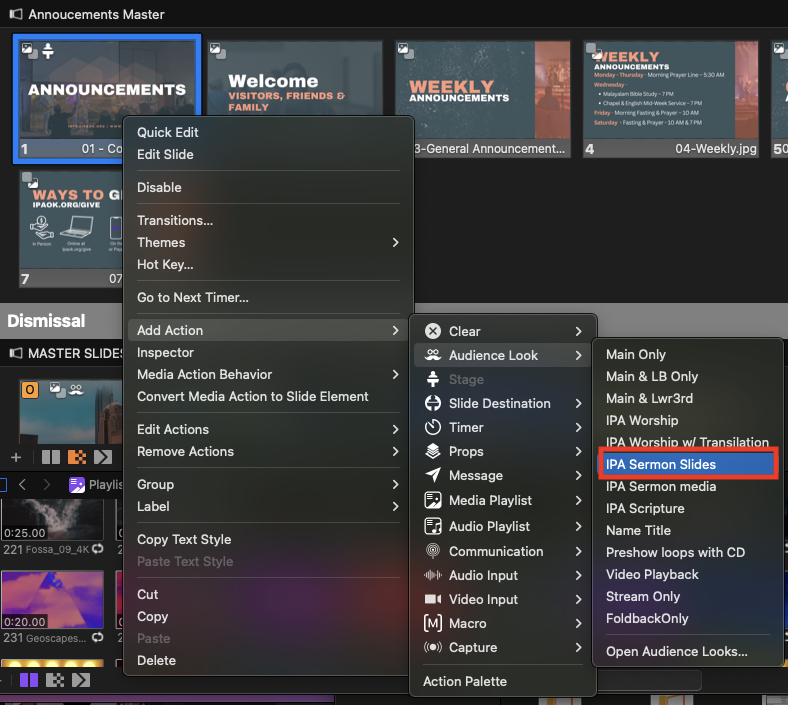 Annoucements Master
ANNOUNCEMENTS
1
01 - Co
Welcome
VISITORS, FRIENDS &
FAMILY
WEEKLY
ANNOUNCEMENTS
3-General Announcement...
WEEKLY
ANNOUNCEMENTS
Monday - Thursday - Morning Prayer Line - 5:30 AM
Wednesday -
• Malayalam Bible Study - 7 PM
• Chapel & English Mid-Week Service - 7 PM
Friday - Morning Fasting & Prayer - 10 AM
Saturday - Fasting & Prayer - 10 AM & 7 PM
4
04-Weekly.jpg
50
WAYS TO G
IPAOK.ORG/GIVE
In Person
Online at
7
07
Dismissal
MASTER SLIDES
O
Playlis
0:25.00
221 Fossa_09_4K
0:20.00
231 Geoscapes...
Quick Edit
Edit Slide
Disable
Transitions...
Themes
Hot Key...
Go to Next Timer...
Add Action
Inspector
Media Action Behavior
Convert Media Action to Slide Element
Edit Actions
Remove Actions
Group
Label
Copy Text Style
Paste Text Style
Cut
Copy
Paste
Delete
Clear
Audience Look
Stage
Slide Destination
Timer
Props
Message
Media Playlist
Audio Playlist
Communication
Audio Input
Video Input
M Macro
Capture
Action Palette
Main Only
Main & LB Only
Main & Lwr3rd
IPA Worship
IPA Worship w/ Transilation
IPA Sermon Slides
IPA Sermon media
IPA Scripture
Name Title
Preshow loops with CD
Video Playback
Stream Only
FoldbackOnly
Open Audience Looks...